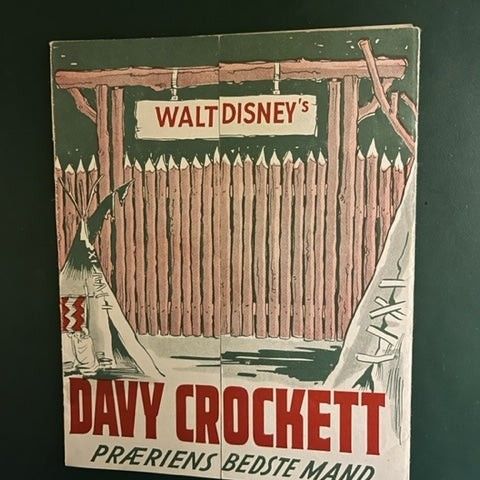 WALT DISNEY's
DAVY CROCKETT
PRÆRIENS BEDSTE MAND